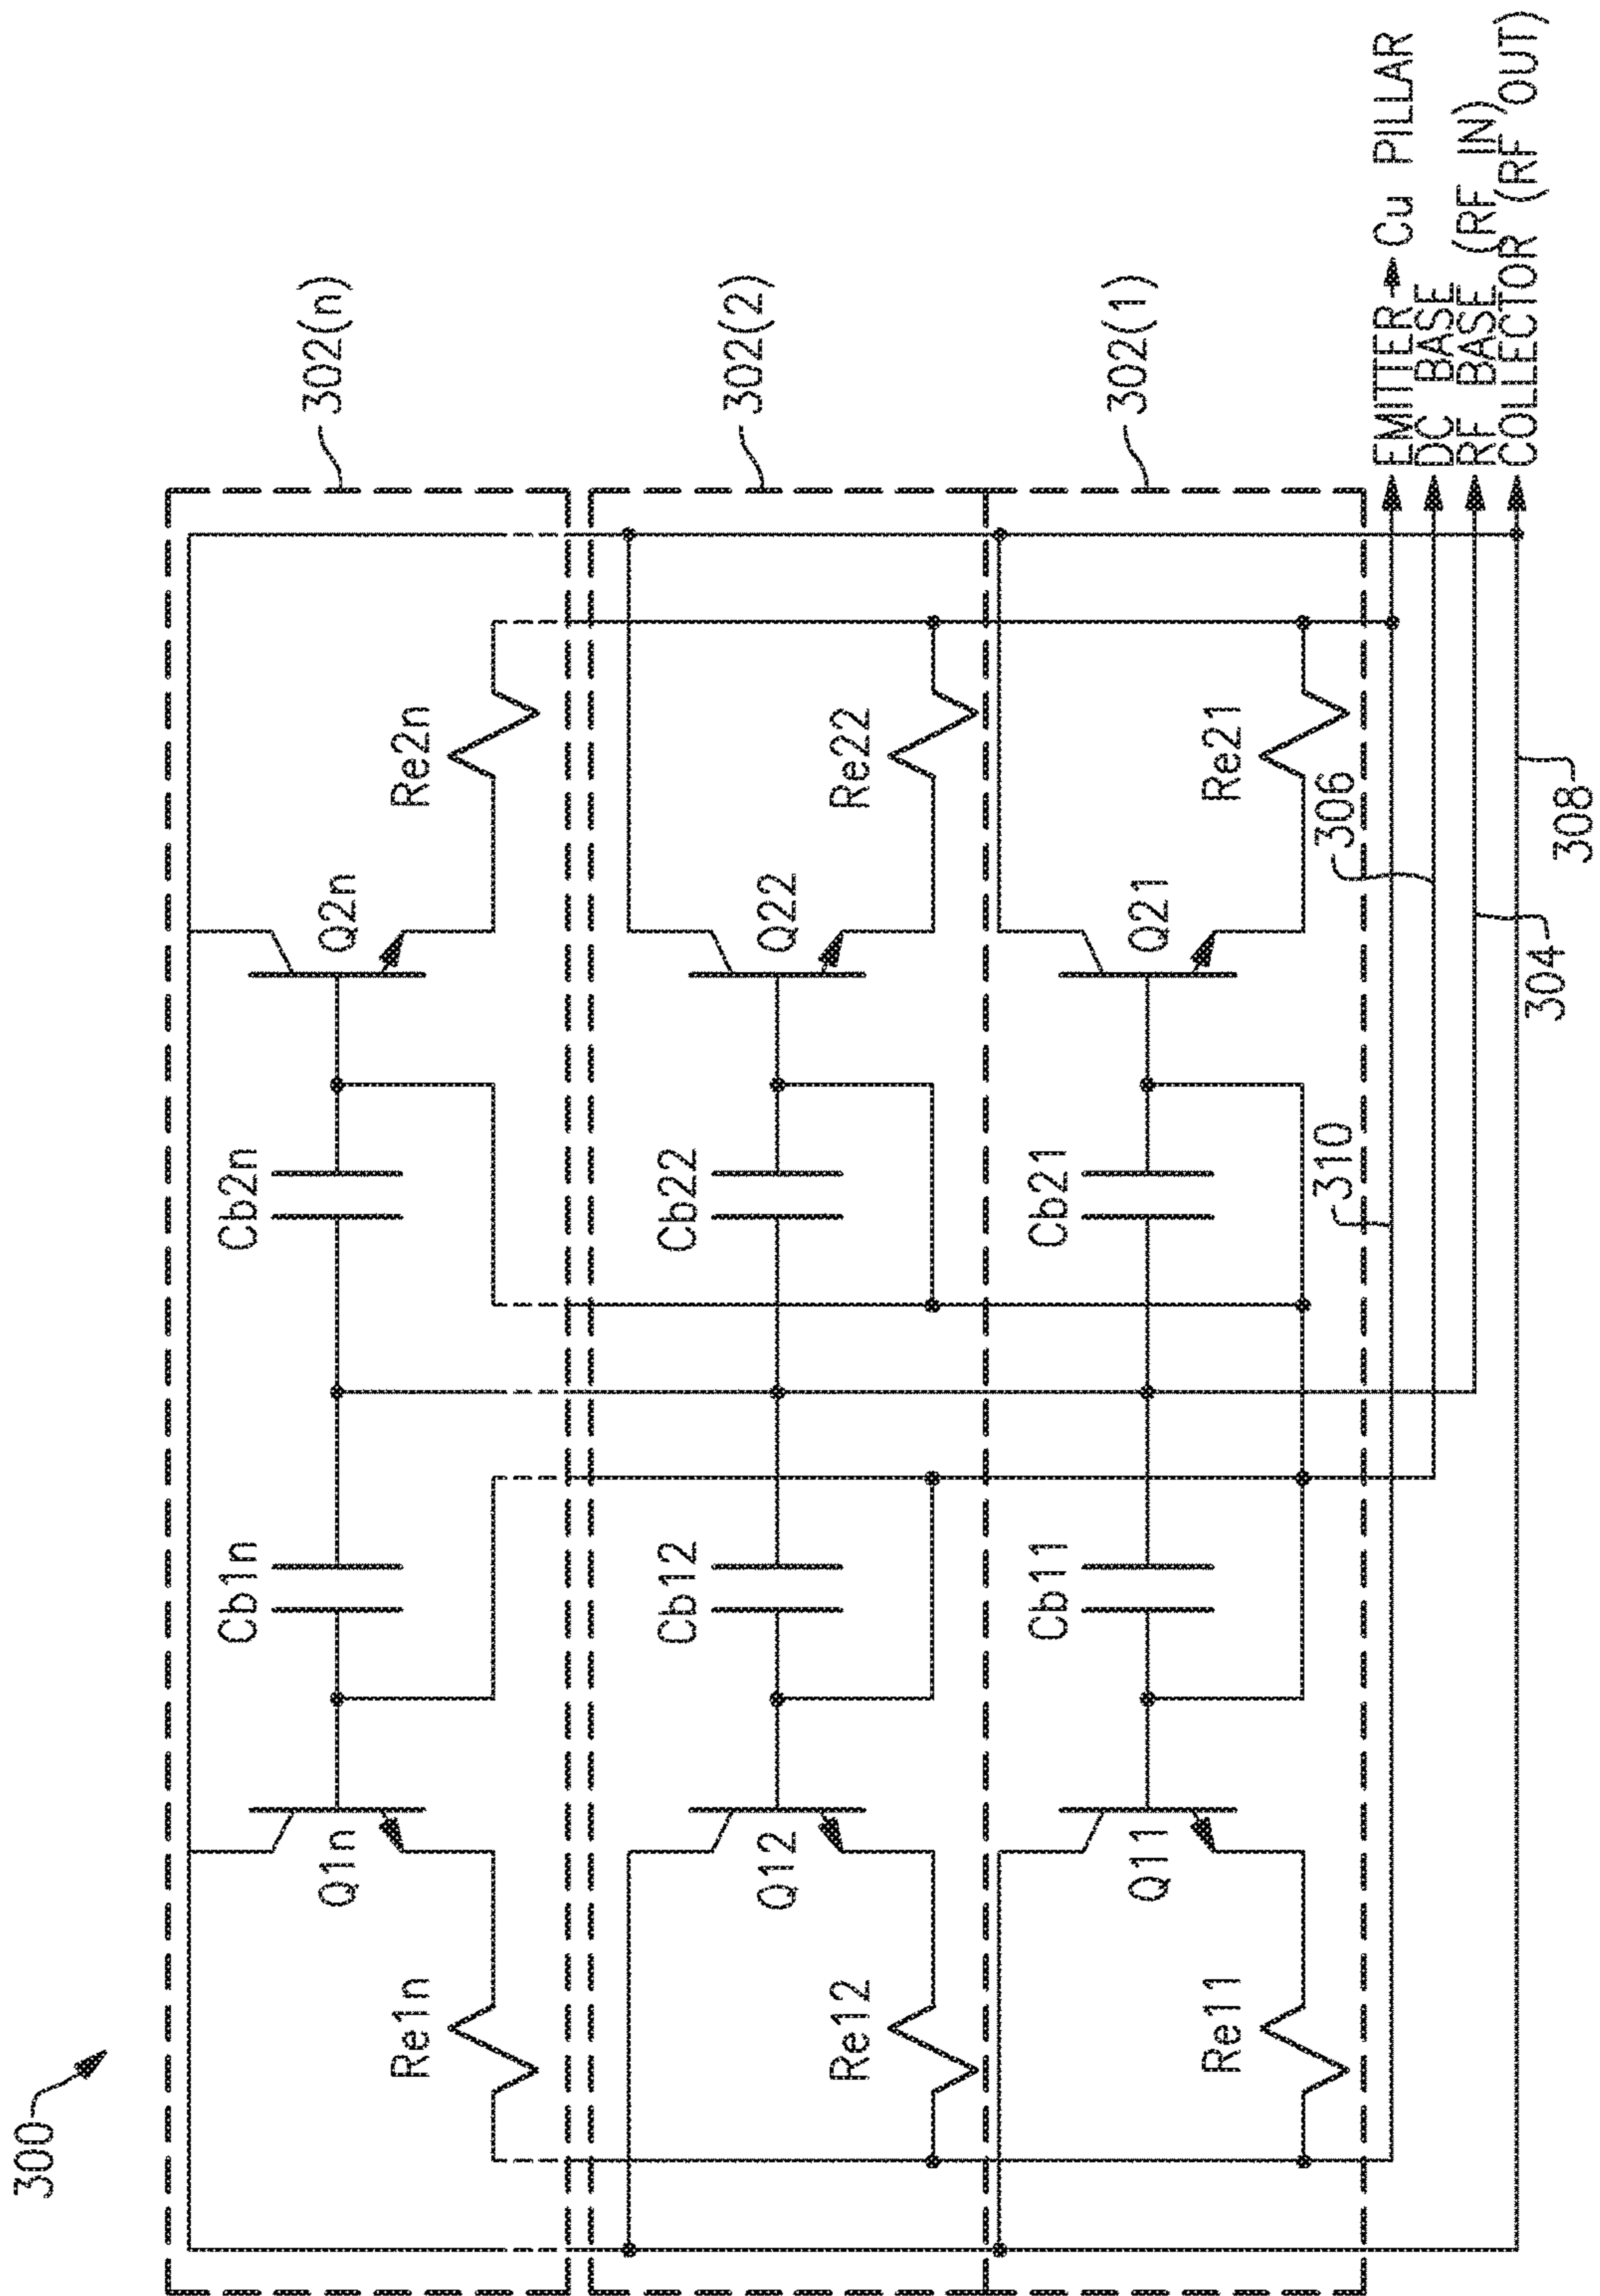 300
302(n)
302(2)
302(1)
Cb1n
Cb2n
Q1n
Q2n
Re1n
Re2n
Cb12
Cb22
Q12
Q22
Re12
Re22
Cb11
Cb21
Q11
Q21
Re11
Re21
310
306
304
308
EMITTER Cu PILLAR
DC BASE
RF BASE (RF IN)
COLLECTOR (RF OUT)